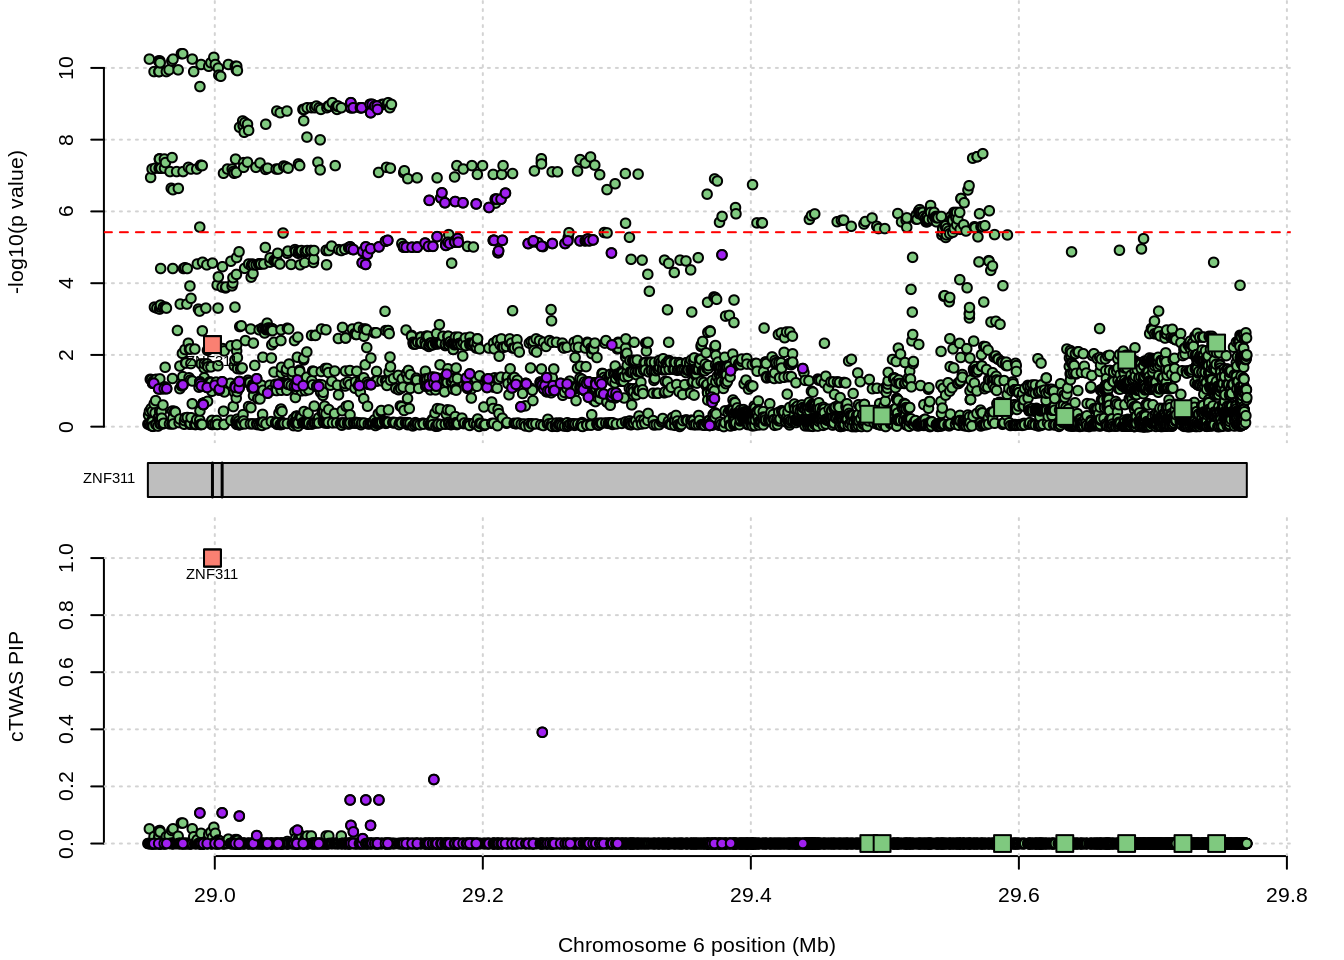 10
8
6
4
2
0
-log10(p value)
ZNF311
ZNF311
1.0
0.8
0.6
0.4
0.2
0.0
cTWAS PIP
ZNF311
29.0 29.2 29.4 29.6 29.8
Chromosome 6 position (Mb)